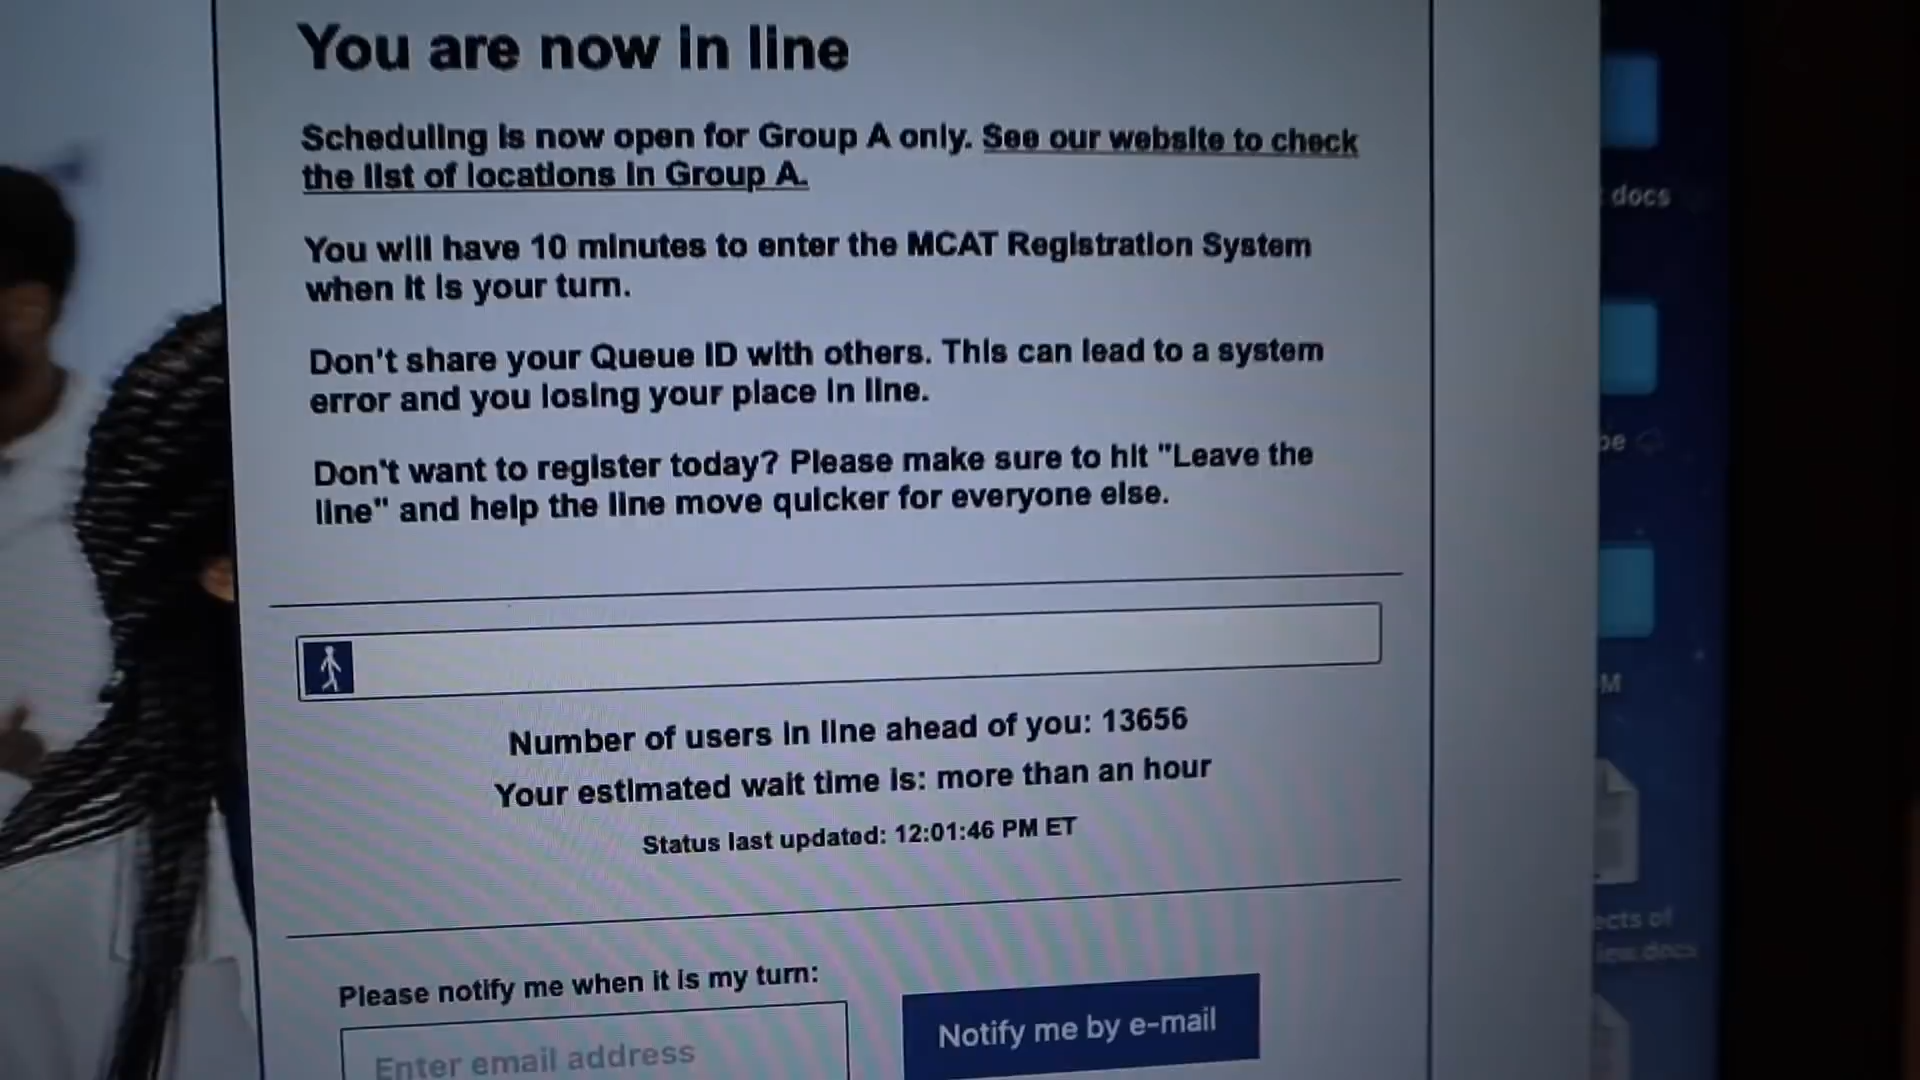 You are now in line
Scheduling is now open for Group A only. See our website to check
the list of locations in Group A.
You will have 10 minutes to enter the MCAT Registration System
when it is your turn.
Don't share your Queue ID with others. This can lead to a system
error and you losing your place in line.
Don't want to register today? Please make sure to hit "Leave the
line" and help the line move quicker for everyone else.
Number of users in line ahead of you: 13656
Your estimated wait time is: more than an hour
Status last updated: 12:01:46 PM ET
Please notify me when it is my turn:
Enter email address
Notify me by e-mail
docs